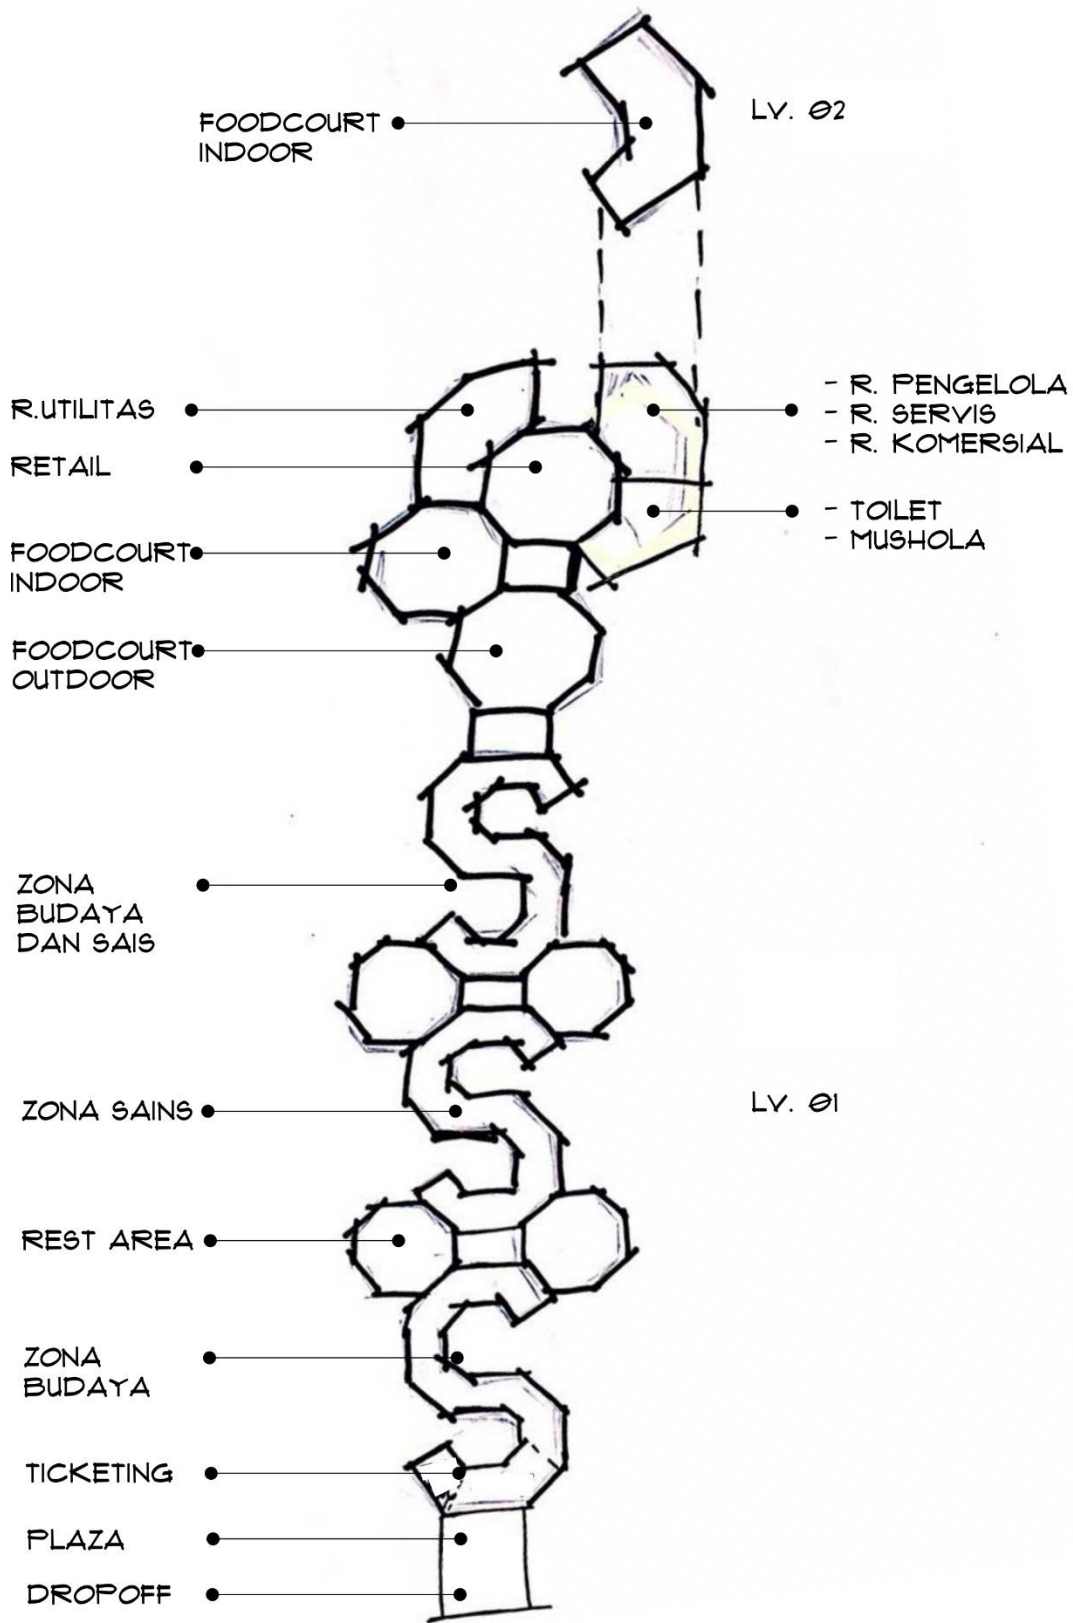 FOODCOURT
INDOOR
LV. 02
R.UTILITAS
RETAIL
FOODCOURT
INDOOR
FOODCOURT
OUTDOOR
- R. PENGELOLA
- R. SERVIS
- R. KOMERSIAL
- TOILET
- MUSHOLA
ZONA
BUDAYA
DAN SAIS
ZONA SAINS
LV. 01
REST AREA
ZONA
BUDAYA
TICKETING
PLAZA
DROPOFF